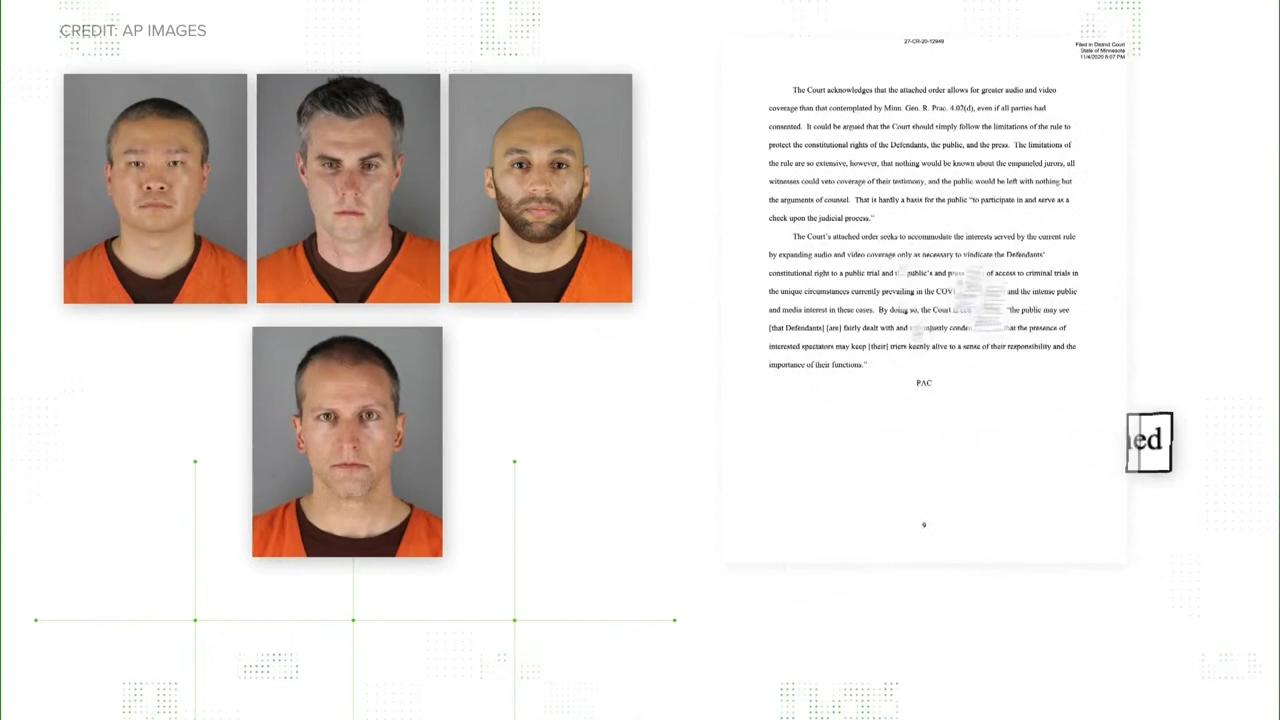 CREDIT: AP IMAGES
27-CR-20-12949
Filed in District Court
State of Minnesota
11/4/2020 6:07 PM
The Court acknowledges that the attached order allows for greater audio and video
coverage than that contemplated by Minn. Gen. R. Prac. 4.02(d), even if all parties had
consented. It could be argued that the Court should simply follow the limitations of the rule to
protect the constitutional rights of the Defendants, the public, and the press. The limitations of
the rule are so extensive, however, that nothing would be known about the empaneled jurors, all
witnesses could veto coverage of their testimony, and the public would be left with nothing but
the arguments of counsel. That is hardly a basis for the public "to participate in and serve as a
check upon the judicial process."
The Court's attached order seeks to accommodate the interests served by the current rule
by expanding audio and video coverage only as necessary to vindicate the Defendants'
constitutional right to a public trial and public's and of access to criminal trials in
the unique circumstances currently prevailing in the and the intense public
and media interest in these cases. By doing so, the Court "the public may see
[that Defendants] [are] fairly dealt with and the presence of
interested spectators may keep [their] triers keenly alive to a sense of their responsibility and the
importance of their functions."
PAC
9
ed